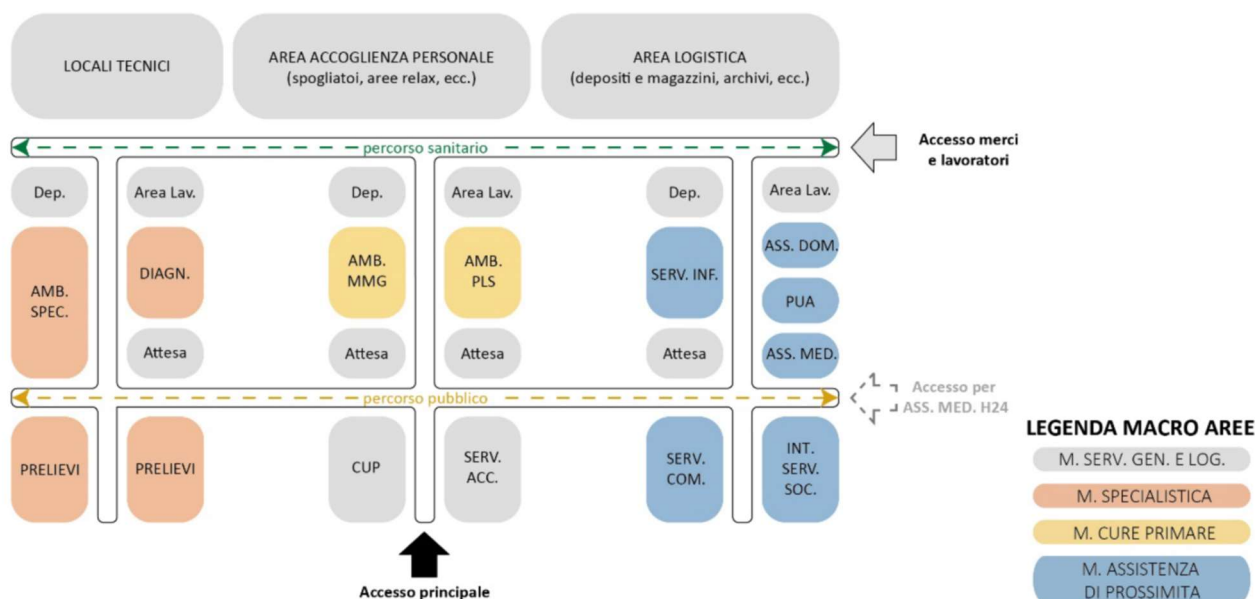 LOCALI TECNICI
AREA ACCOGLIENZA PERSONALE
(spogliatoi, aree relax, ecc.)
AREA LOGISTICA
(depositi e magazzini, archivi, ecc.)
percorso sanitario
Accesso merci
e lavoratori
Dep.
Area Lav.
Dep.
Area Lav.
Dep.
Area Lav.
AMB.
SPEC.
DIAGN.
AMB.
MMG
AMB.
PLS
SERV. INF.
ASS. DOM.
PUA
Attesa
Attesa
Attesa
Attesa
ASS. MED.
percorso pubblico
Accesso per
ASS. MED. H24
PRELIEVI
PRELIEVI
CUP
SERV.
ACC.
SERV.
COM.
INT.
SERV.
SOC.
Accesso principale
LEGENDA MACRO AREE
M. SERV. GEN. E LOG.
M. SPECIALISTICA
M. CURE PRIMARE
M. ASSISTENZA
DI PROSSIMITA